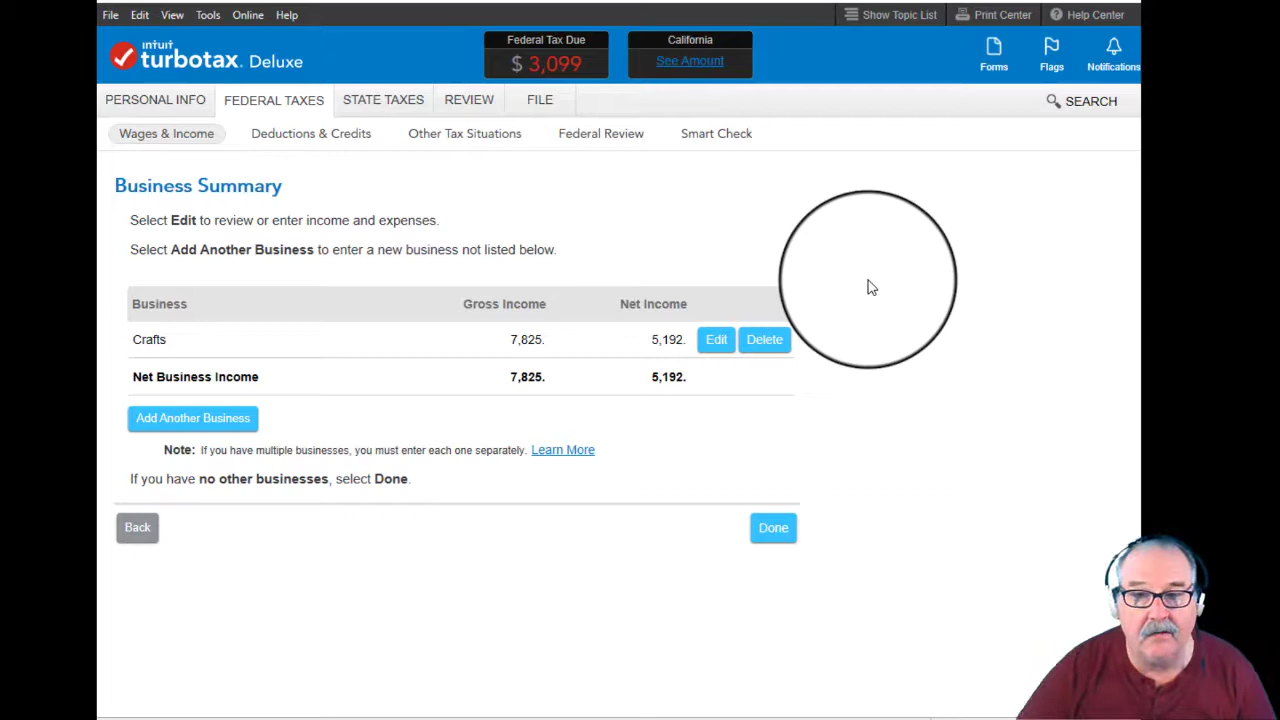 File Edit View Tools Online Help Show Topic List Print Center Help Center
intuit
turbotax. Deluxe
Federal Tax Due
$ 3,099
California
See Amount
Forms Flags Notifications
PERSONAL INFO FEDERAL TAXES STATE TAXES REVIEW FILE SEARCH
Wages & Income Deductions & Credits Other Tax Situations Federal Review Smart Check
Business Summary
Select Edit to review or enter income and expenses.
Select Add Another Business to enter a new business not listed below.
Business Gross Income Net Income
Crafts 7,825. 5,192. Edit Delete
Net Business Income 7,825. 5,192.
Add Another Business
Note: If you have multiple businesses, you must enter each one separately. Learn More
If you have no other businesses, select Done.
Back Done